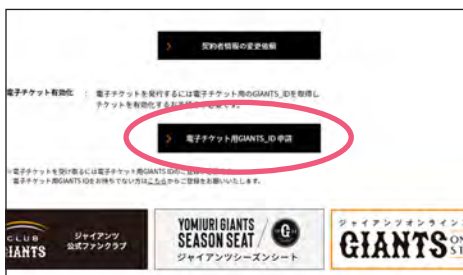 契約者情報の変更依頼
電子チケット有効化 ： 電子チケットを発行するには電子チケット用のGIANTS_IDを取得し
チケットを有効化する
電子チケット用GIANTS_ID 申請
※電子チケットを受け取るには電子チケット用GIANTS IDの
電子チケット用GIANTS IDをお持ちでない方はこちらからご登録をお願いいたします。
CLUB
GIANTS
ジャイアンツ
公式ファンクラブ
YOMIURI GIANTS
SEASON SEAT
G
ジャイアンツシーズンシート
ジャイアンツオンライン
GIANTS
ON
ST